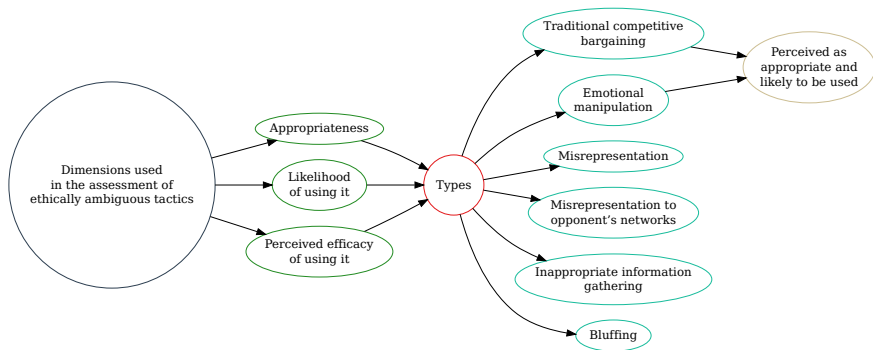 Dimensions used
in the assessment of
ethically ambiguous tactics
Appropriateness
Likelihood
of using it
Perceived efficacy
of using it
Types
Traditional competitive
bargaining
Emotional
manipulation
Misrepresentation
Misrepresentation to
opponent’s networks
Inappropriate information
gathering
Bluffing
Perceived as
appropriate and
likely to be used